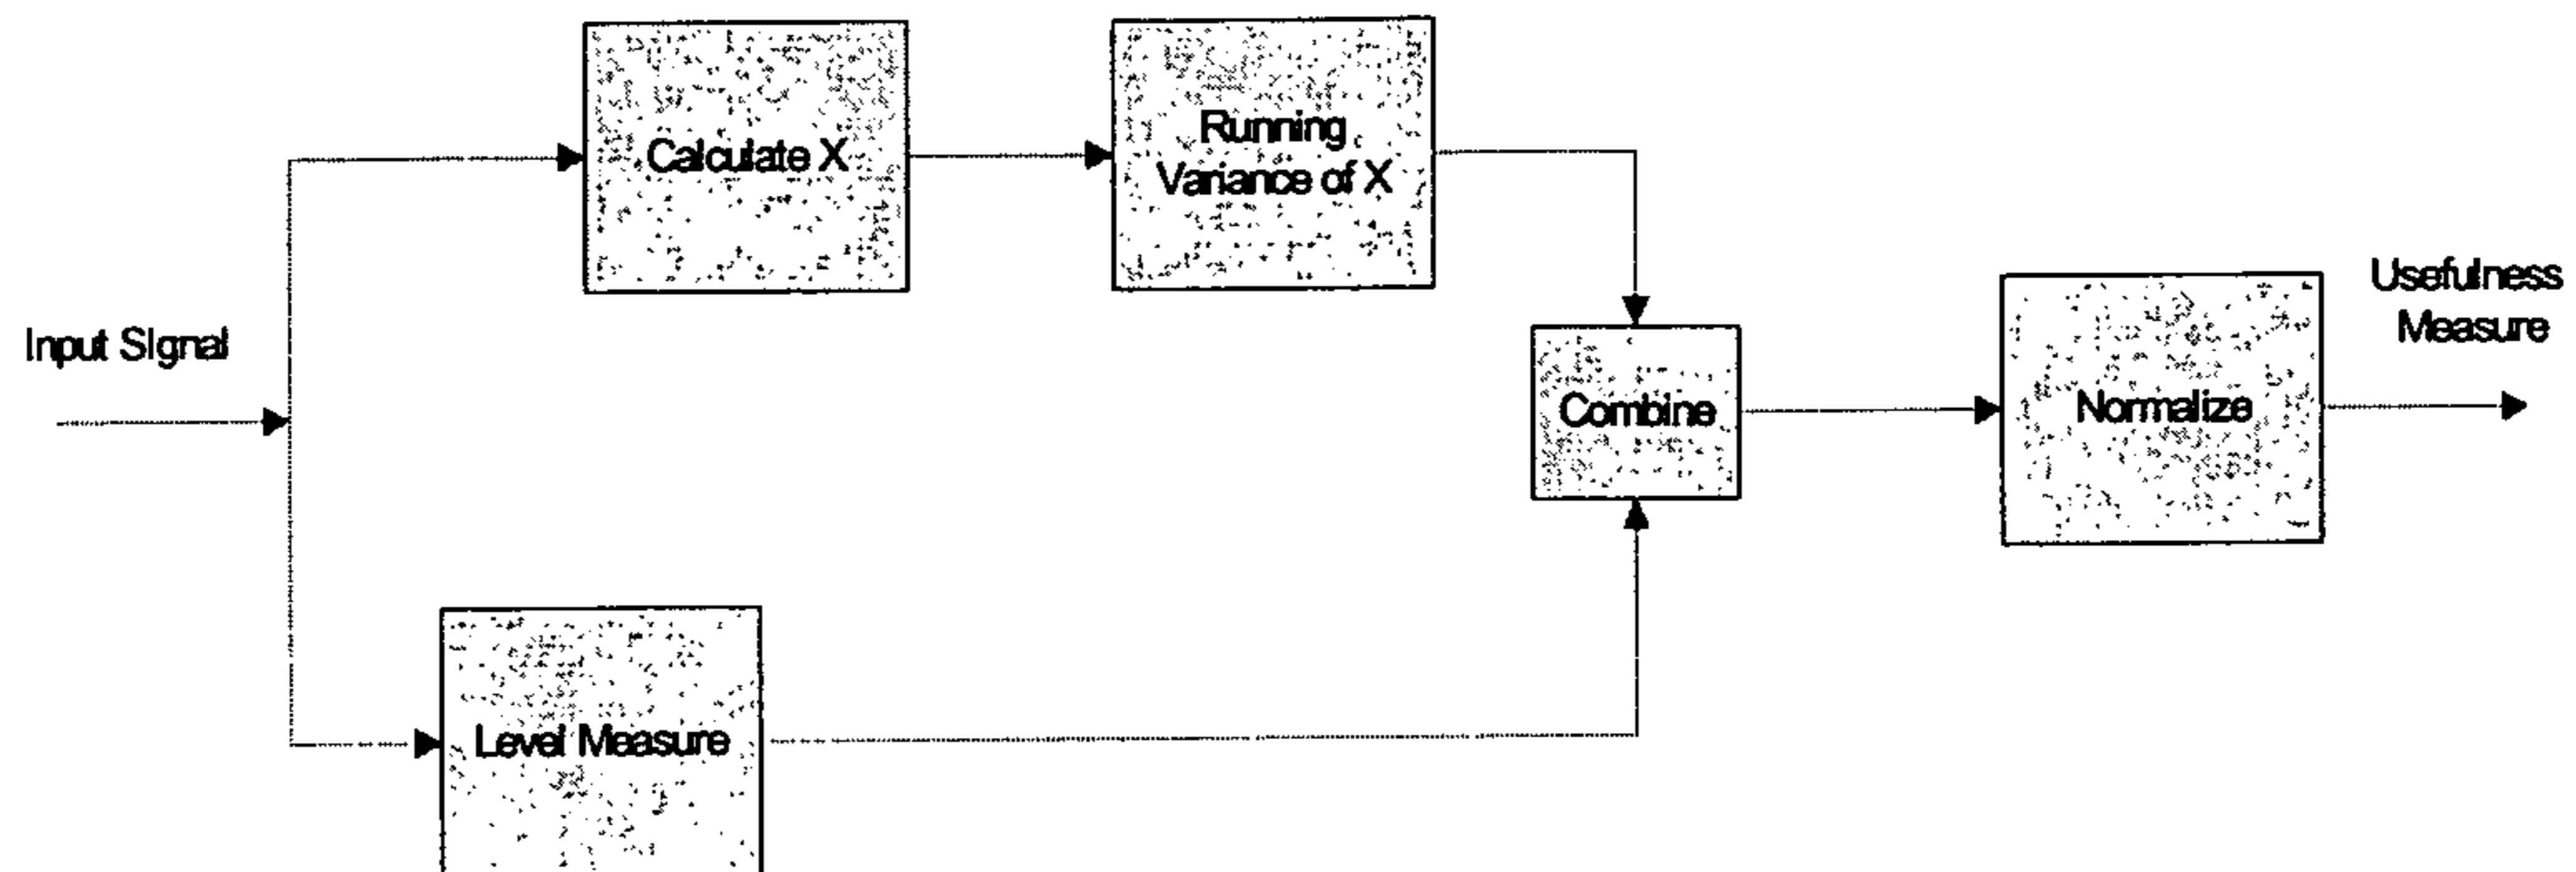 Input SIgnal
Calculate X
Running
Variance of X
Level Measure
Combine
Normalize
Usefulness
Measure